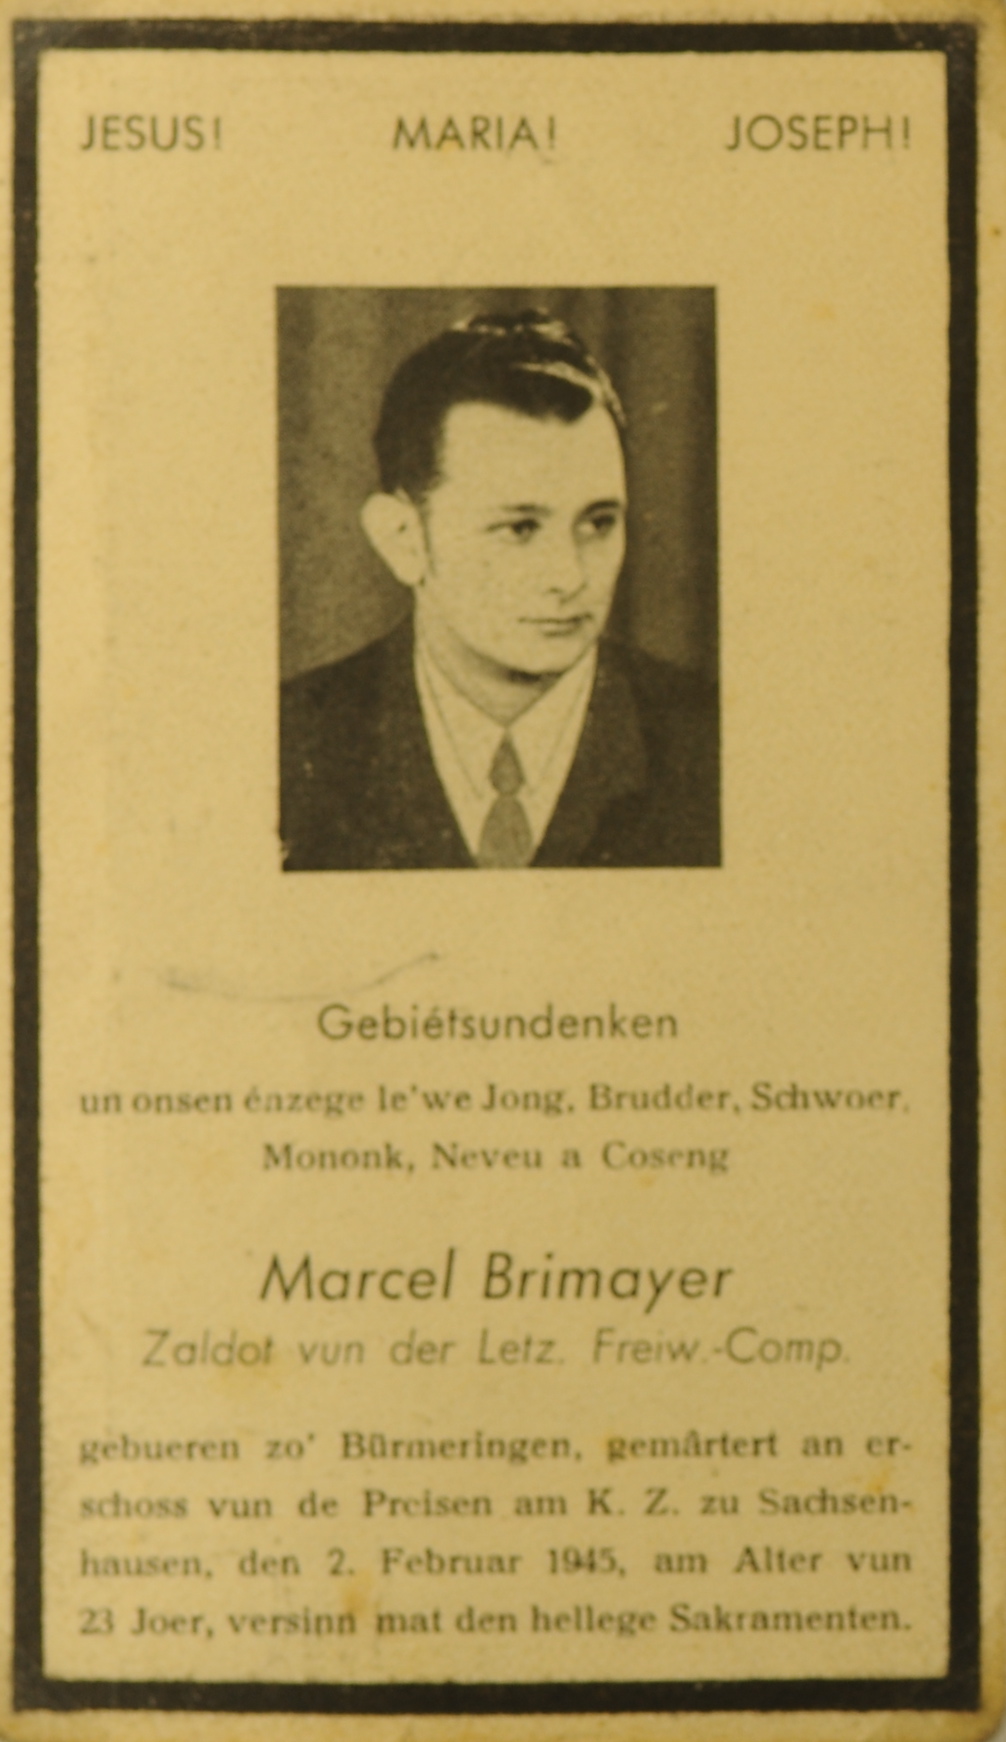 JESUS! MARIA! JOSEPH!
Gebiétsundenken
un onsen énzege le'we Jong, Brudder, Schwoer,
Mononk, Neveu a Coseng
Marcel Brimayer
Zaldot vun der Letz. Freiw.-Comp.
gebueren zo' Bürmeringen, gemârtert an er-
schoss vun de Preisen am K. Z. zu Sachsen-
hausen, den 2. Februar 1945, am Alter vun
23 Joer, versinn mat den hellege Sakramenten.